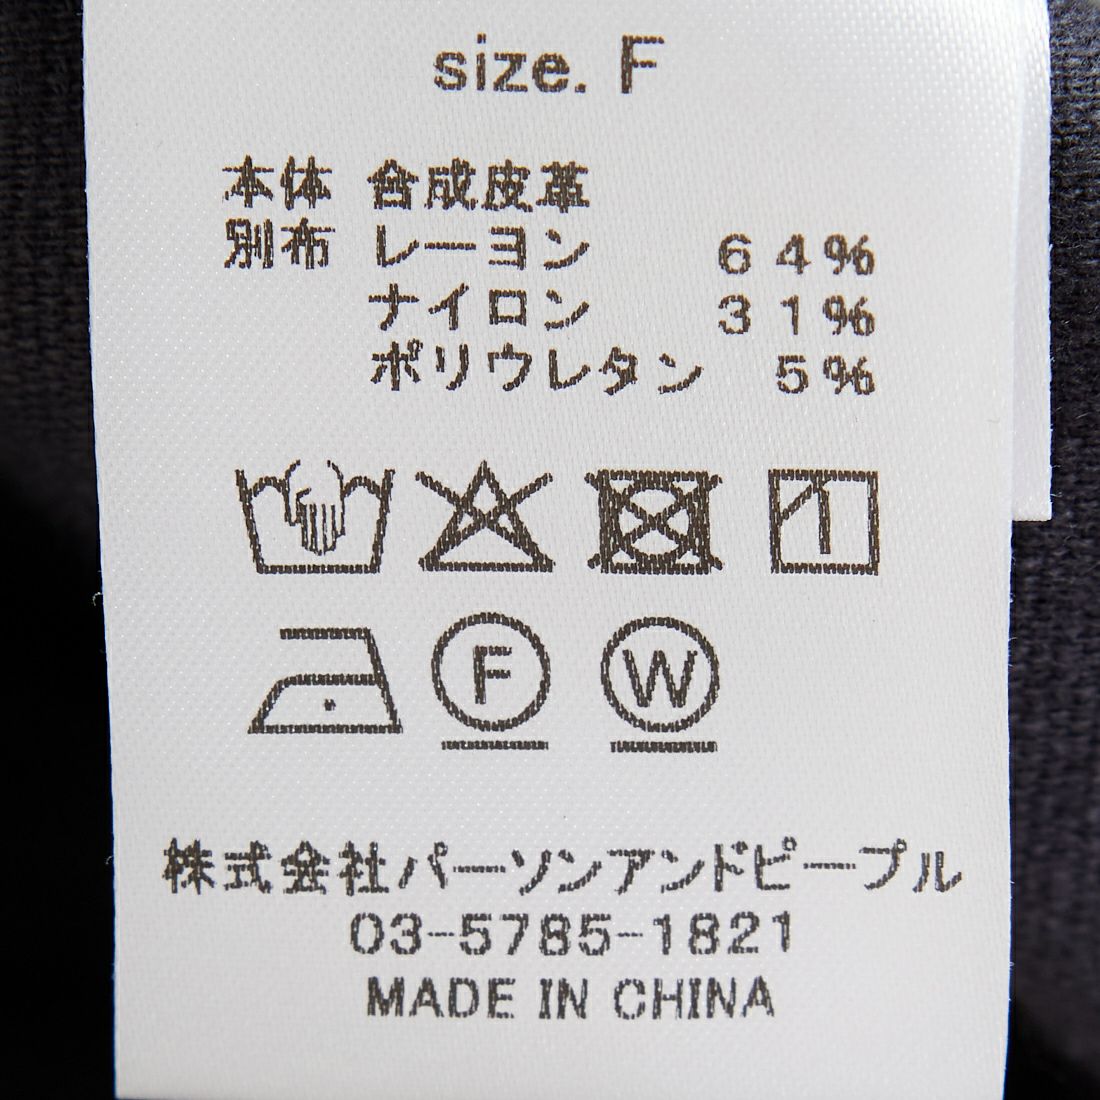 size. F
本体 合成皮革
別布 レーヨン 64%
ナイロン 31%
ポリウレタン 5%
F W
株式会社パーソンアンドピープル
03-5785-1821
MADE IN CHINA